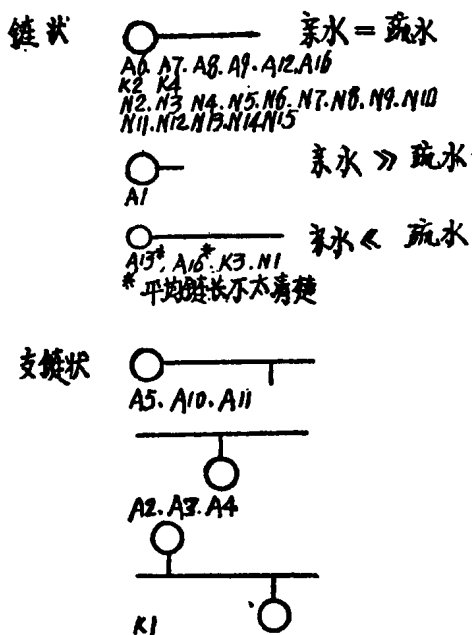 链状 亲水＝疏水
A6. A7. A8. A9. A12. A16
K2 K4
N2. N3 N4. N5. N6. N7. N8. N9. N10
N11. N12 N13. N14. N15
亲水 》 疏水
A1
亲水 《 疏水
A13*, A16*. K3. N1
* 平均链长不太清楚
支链状
A5. A10. A11
A2. A3. A4
K1